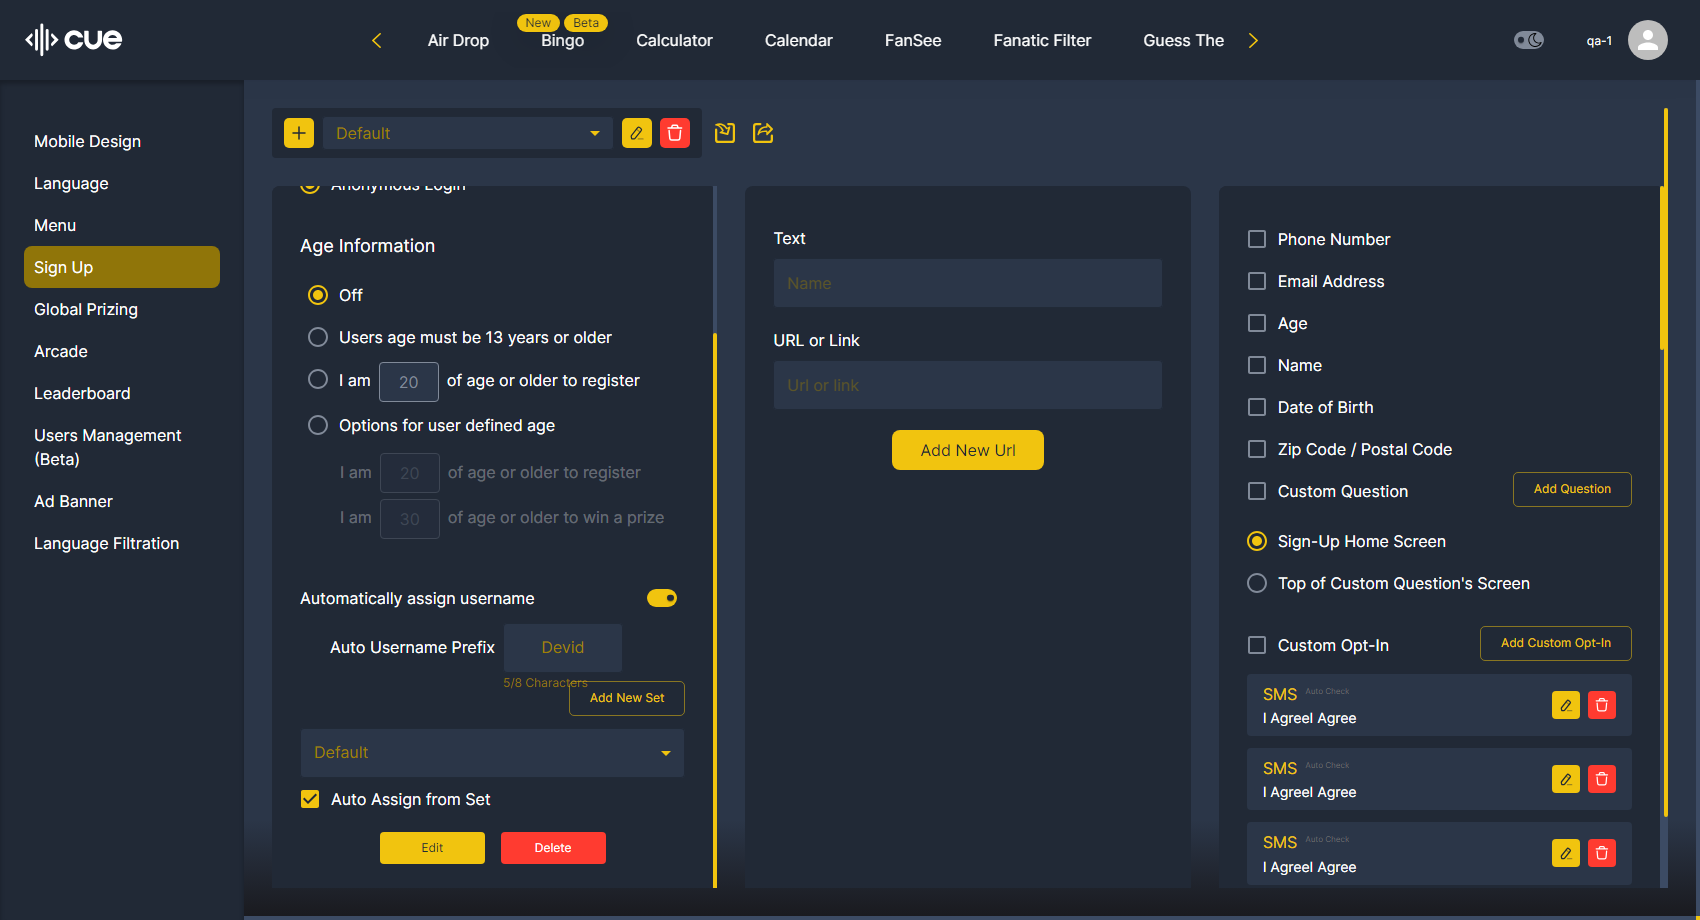 cue
Air Drop
New
Beta
Bingo
Calculator
Calendar
FanSee
Fanatic Filter
Guess The
qa-1
Mobile Design
Language
Menu
Sign Up
Global Prizing
Arcade
Leaderboard
Users Management
(Beta)
Ad Banner
Language Filtration
Default
Anonymous Login
Age Information
Off
Users age must be 13 years or older
I am 20 of age or older to register
Options for user defined age
I am 20 of age or older to register
I am 30 of age or older to win a prize
Automatically assign username
Auto Username Prefix Devid
5/8 Characters
Add New Set
Default
Auto Assign from Set
Edit Delete
Text
Name
URL or Link
Url or link
Add New Url
Phone Number
Email Address
Age
Name
Date of Birth
Zip Code / Postal Code
Custom Question Add Question
Sign-Up Home Screen
Top of Custom Question's Screen
Custom Opt-In Add Custom Opt-In
SMS Auto Check
I AgreeI Agree
SMS Auto Check
I AgreeI Agree
SMS Auto Check
I AgreeI Agree